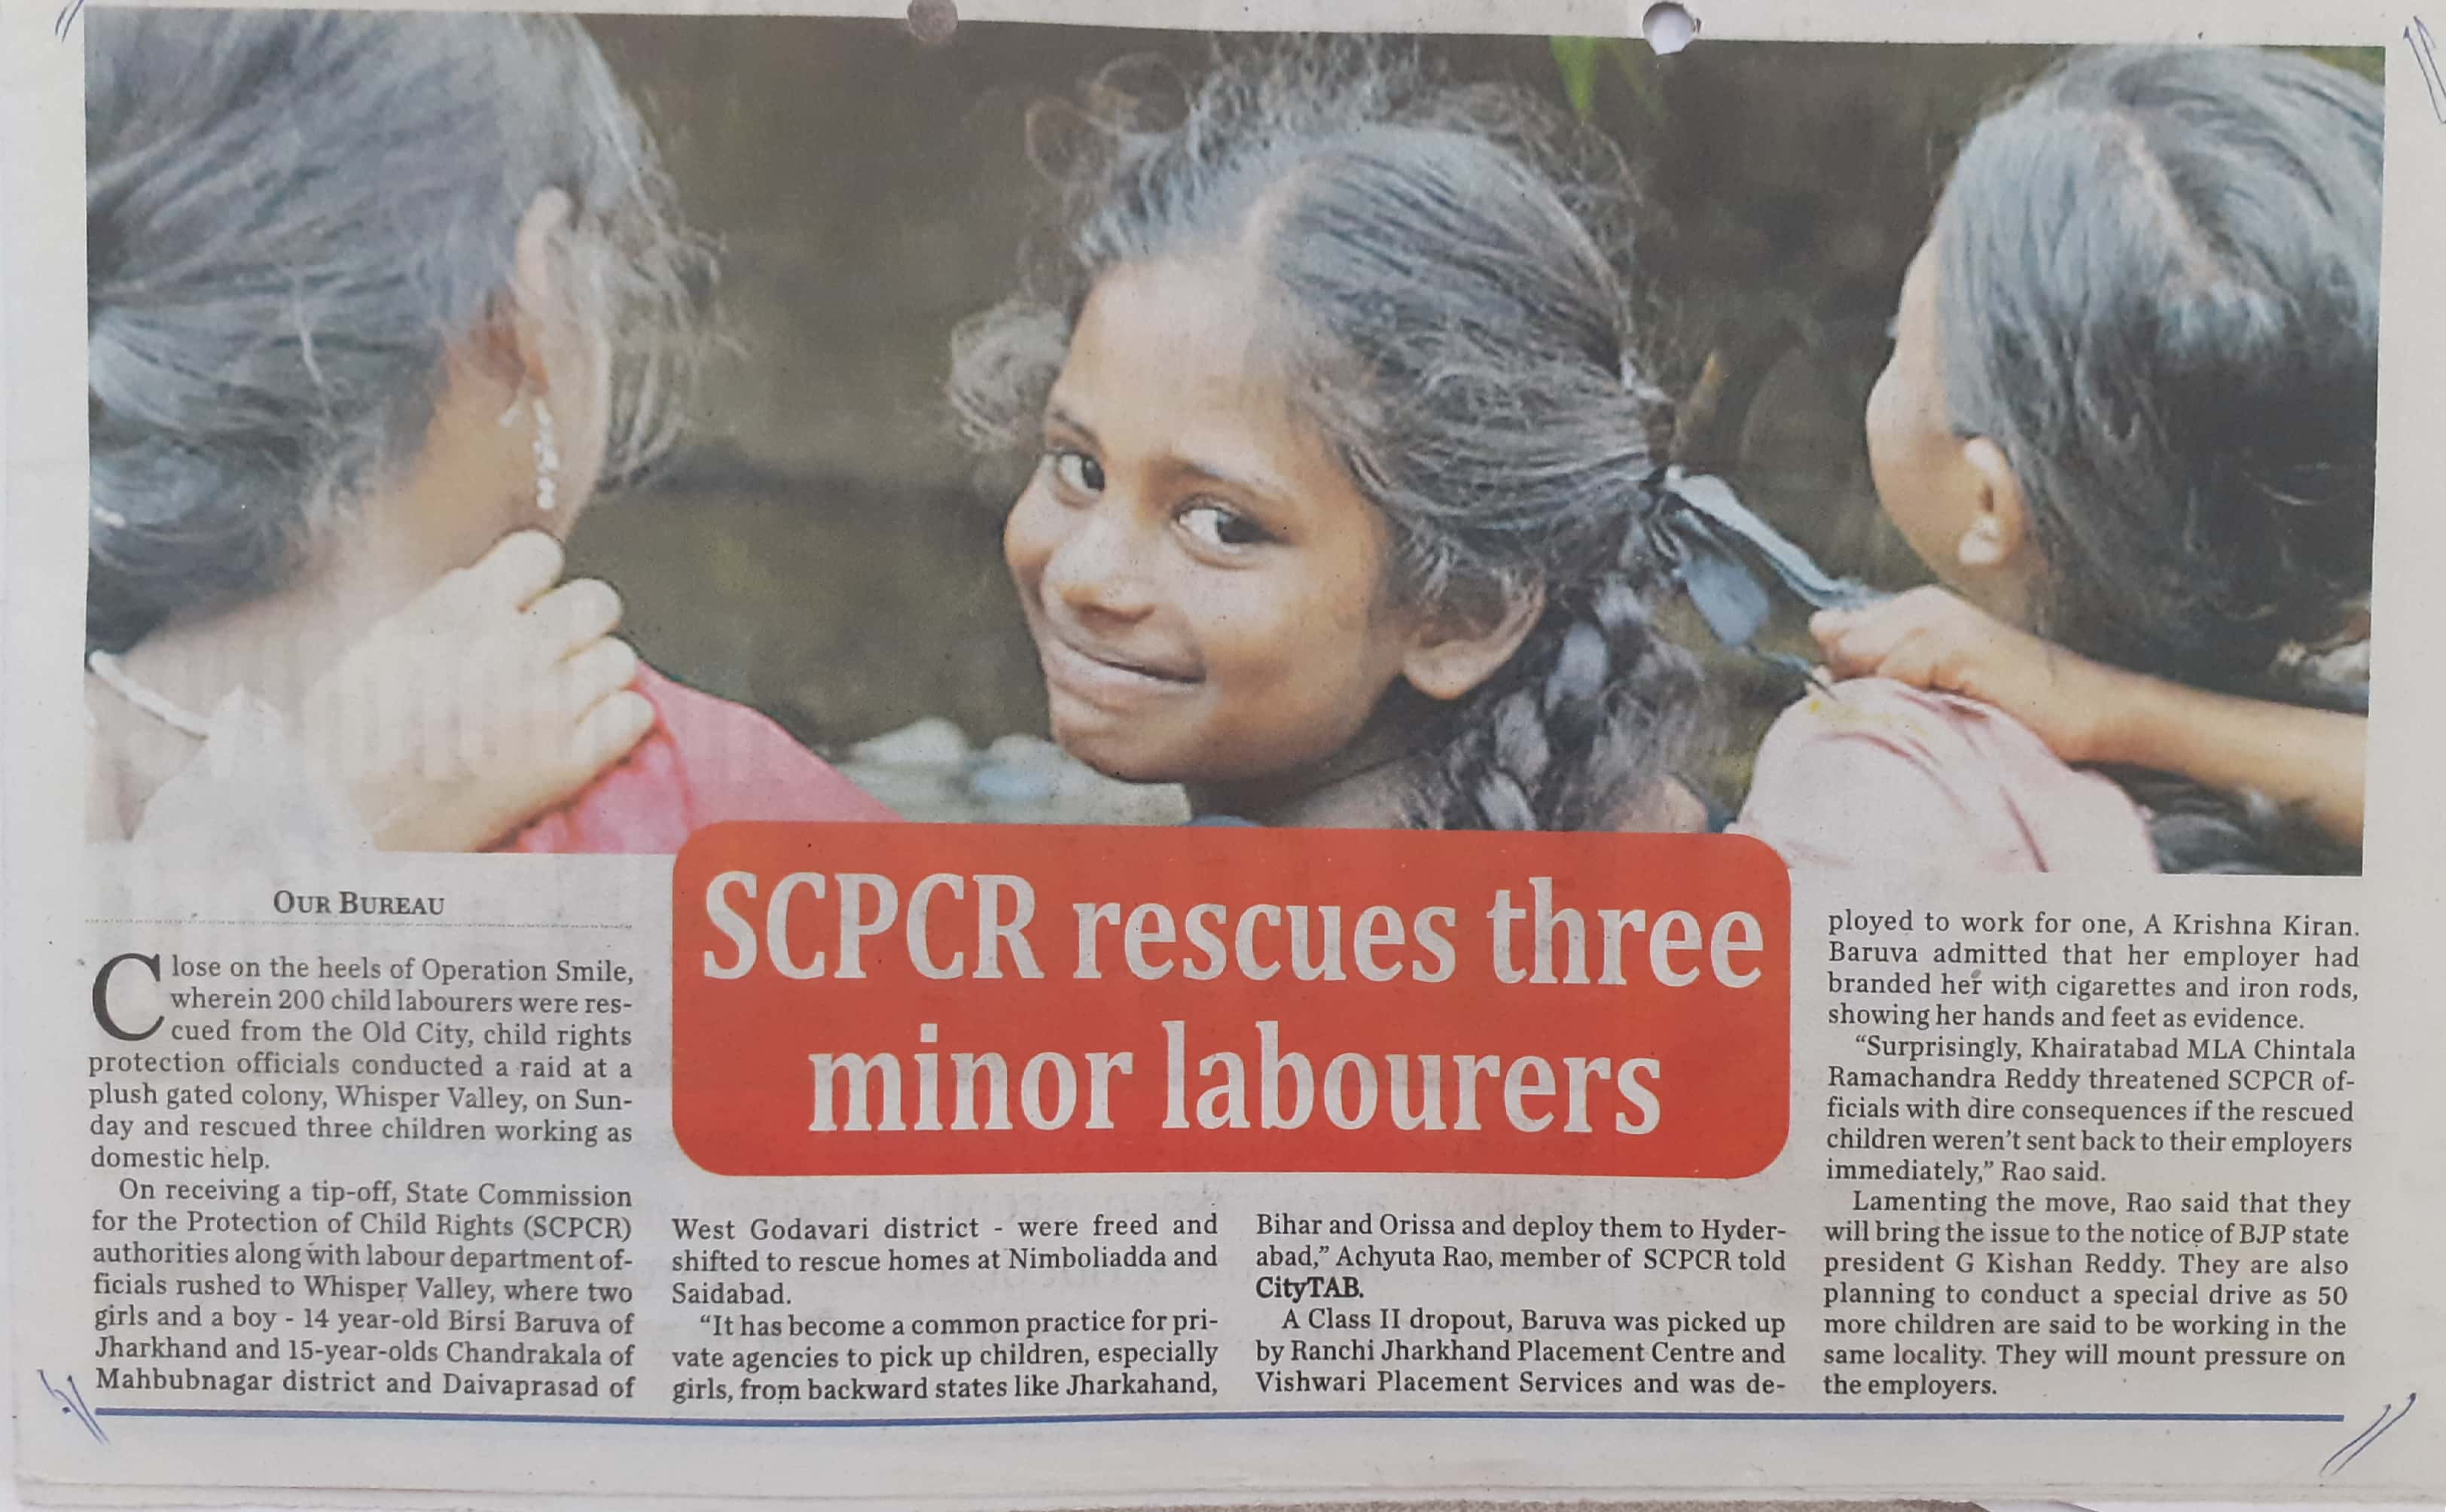 SCPCR rescues three
minor labourers
OUR BUREAU
Close on the heels of Operation Smile,
wherein 200 child labourers were res-
cued from the Old City, child rights
protection officials conducted a raid at a
plush gated colony, Whisper Valley, on Sun-
day and rescued three children working as
domestic help.
On receiving a tip-off, State Commission
for the Protection of Child Rights (SCPCR)
authorities along with labour department of-
ficials rushed to Whisper Valley, where two
girls and a boy - 14 year-old Birsi Baruva of
Jharkhand and 15-year-olds Chandrakala of
Mahbubnagar district and Daivaprasad of
West Godavari district - were freed and
shifted to rescue homes at Nimboliadda and
Saidabad.
“It has become a common practice for pri-
vate agencies to pick up children, especially
girls, from backward states like Jharkahand,
Bihar and Orissa and deploy them to Hyder-
abad,” Achyuta Rao, member of SCPCR told
CityTAB.
A Class II dropout, Baruva was picked up
by Ranchi Jharkhand Placement Centre and
Vishwari Placement Services and was de-
ployed to work for one, A Krishna Kiran.
Baruva admitted that her employer had
branded her with cigarettes and iron rods,
showing her hands and feet as evidence.
“Surprisingly, Khairatabad MLA Chintala
Ramachandra Reddy threatened SCPCR of-
ficials with dire consequences if the rescued
children weren’t sent back to their employers
immediately,” Rao said.
Lamenting the move, Rao said that they
will bring the issue to the notice of BJP state
president G Kishan Reddy. They are also
planning to conduct a special drive as 50
more children are said to be working in the
same locality. They will mount pressure on
the employers.